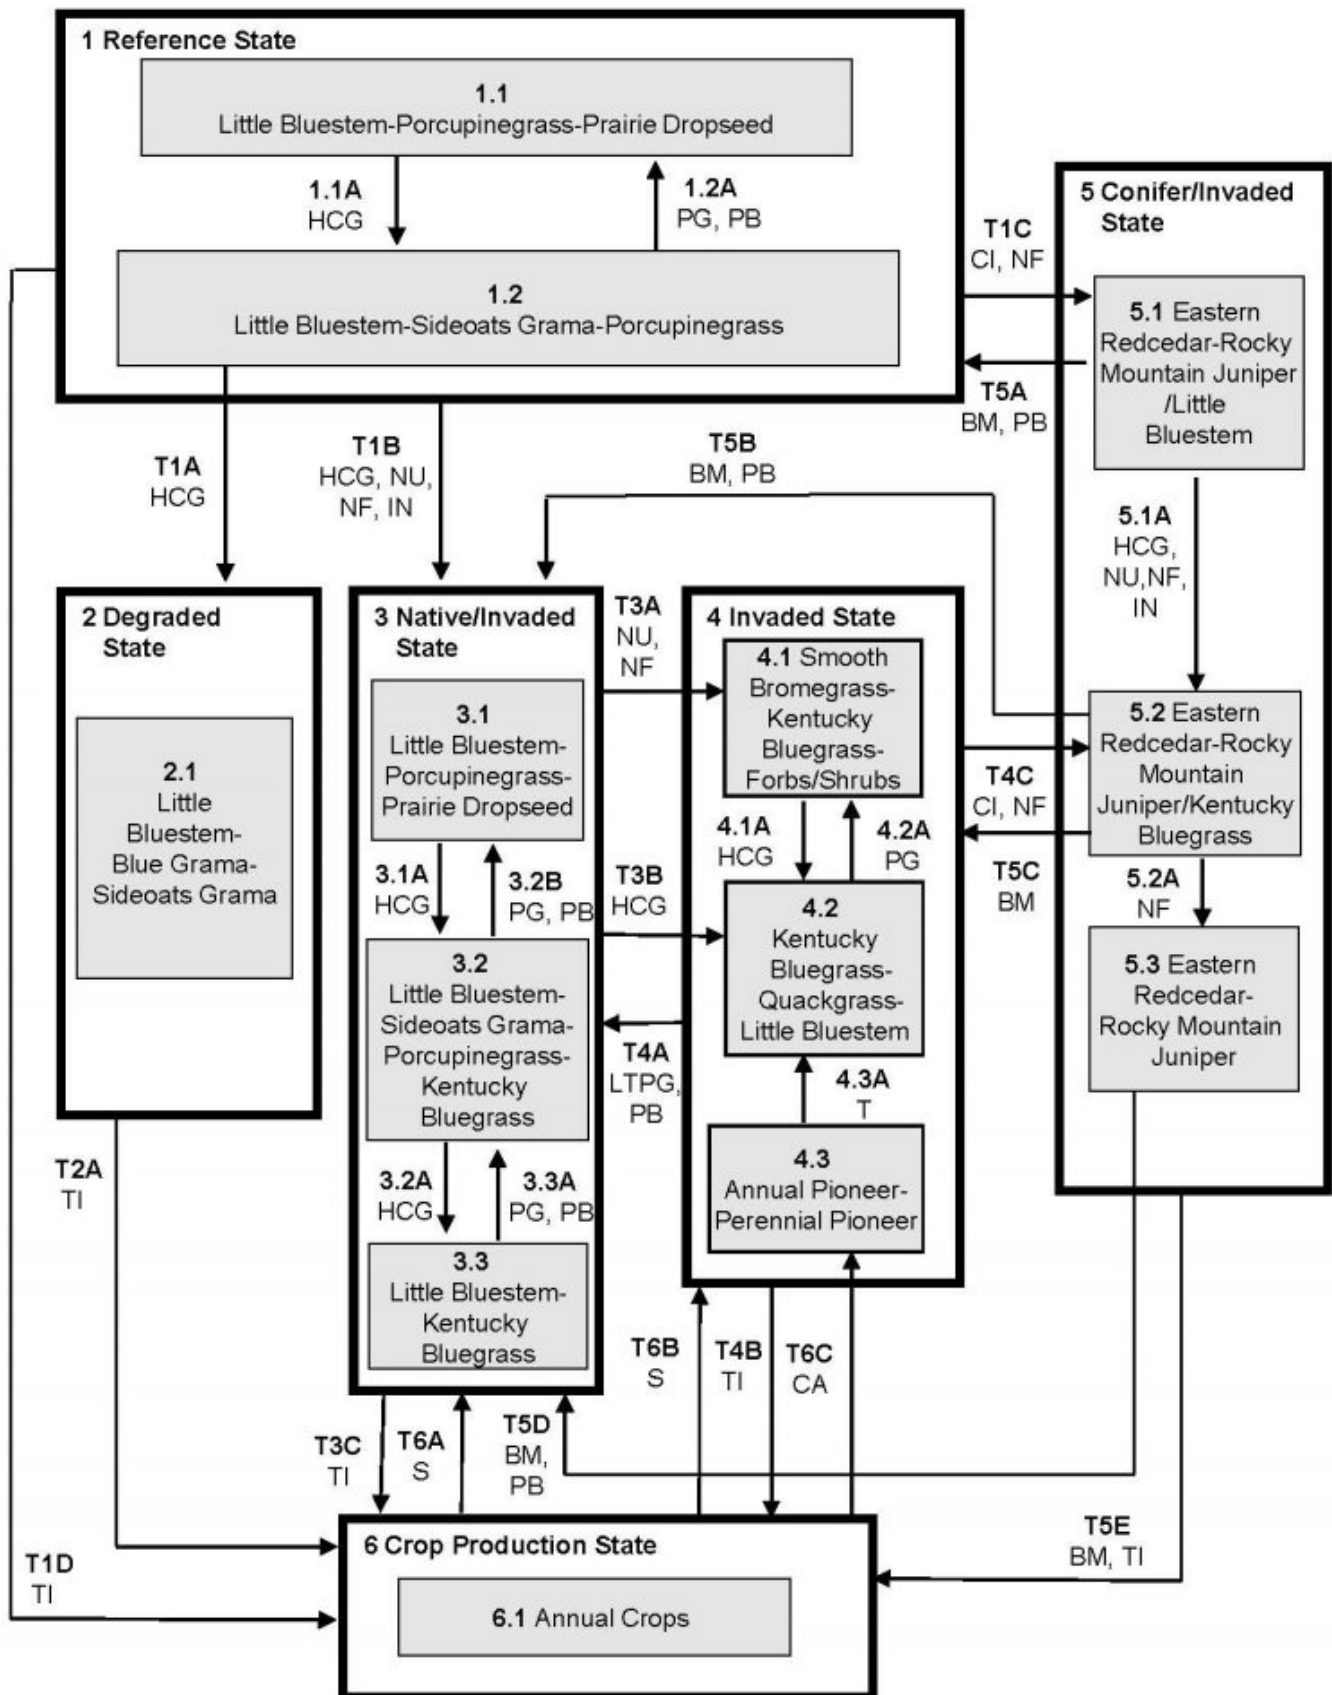 1 Reference State
1.1
Little Bluestem-Porcupinegrass-Prairie Dropseed
1.1A
HCG
1.2A
PG, PB
1.2
Little Bluestem-Sideoats Grama-Porcupinegrass
T1C
CI, NF
T5A
BM, PB
5 Conifer/Invaded
State
5.1 Eastern
Redcedar-Rocky
Mountain Juniper
/Little
Bluestem
5.1A
HCG,
NU,NF,
IN
5.2 Eastern
Redcedar-Rocky
Mountain
Juniper/Kentucky
Bluegrass
5.2A
NF
5.3 Eastern
Redcedar-
Rocky Mountain
Juniper
T1A
HCG
T1B
HCG, NU,
NF, IN
T5B
BM, PB
2 Degraded
State
2.1
Little
Bluestem-
Blue Grama-
Sideoats Grama
3 Native/Invaded
State
3.1
Little Bluestem-
Porcupinegrass-
Prairie Dropseed
3.1A
HCG
3.2B
PG, PB
3.2
Little Bluestem-
Sideoats Grama-
Porcupinegrass-
Kentucky
Bluegrass
3.2A
HCG
3.3A
PG, PB
3.3
Little Bluestem-
Kentucky
Bluegrass
T3A
NU,
NF
T3B
HCG
T4A
LTPG,
PB
4 Invaded State
4.1 Smooth
Bromegrass-
Kentucky
Bluegrass-
Forbs/Shrubs
4.1A
HCG
4.2A
PG
4.2
Kentucky
Bluegrass-
Quackgrass-
Little Bluestem
4.3A
T
4.3
Annual Pioneer-
Perennial Pioneer
T4C
CI, NF
T5C
BM
T2A
TI
T3C
TI
T6A
S
T5D
BM,
PB
T6B
S
T4B
TI
T6C
CA
T5E
BM, TI
T1D
TI
6 Crop Production State
6.1 Annual Crops